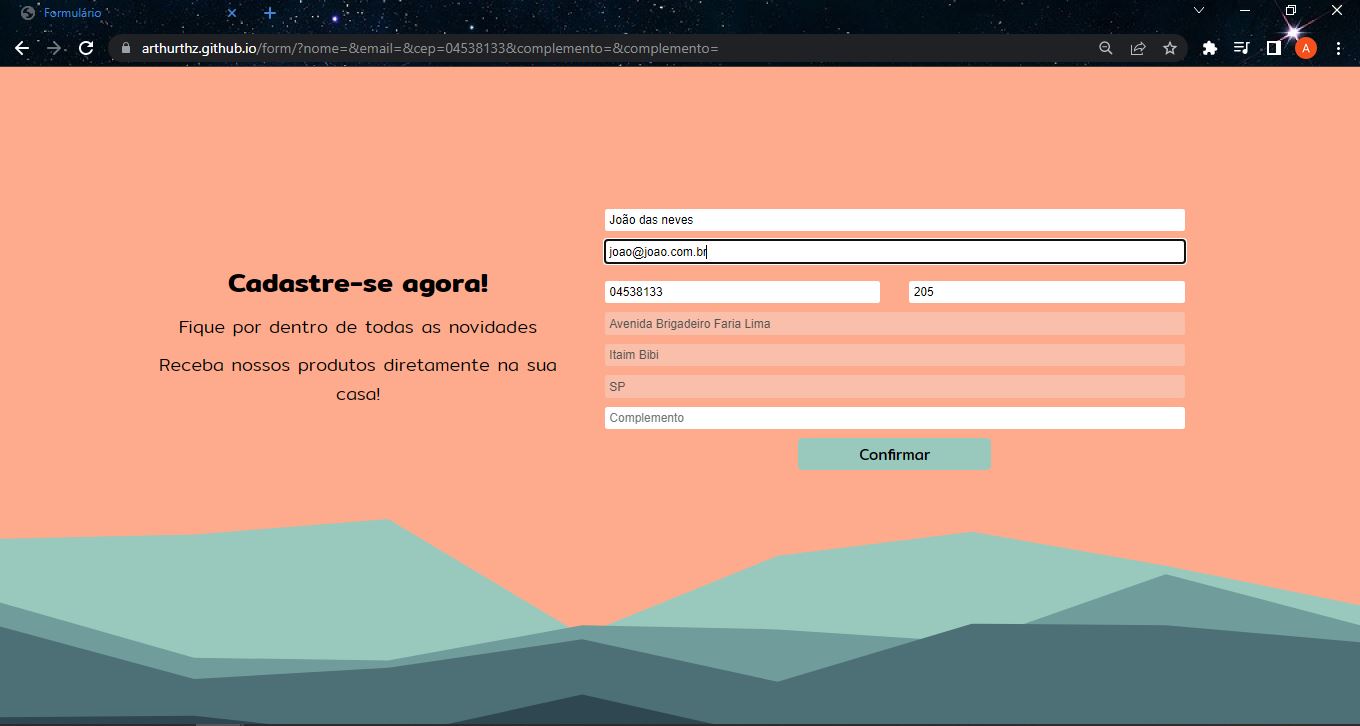 Formulário
arthurthz.github.io/form/?nome=&email=&cep=04538133&complemento=&complemento=
A
João das neves
joao@joao.com.br
Cadastre-se agora!
04538133 205
Fique por dentro de todas as novidades
Avenida Brigadeiro Faria Lima
Itaim Bibi
Receba nossos produtos diretamente na sua
casa!
SP
Complemento
Confirmar